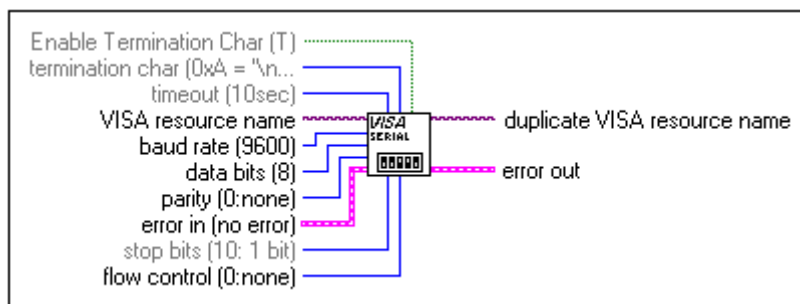 Enable Termination Char (T)
termination char (0xA = '\n...
timeout (10sec)
VISA resource name
baud rate (9600)
data bits (8)
parity (0:none)
error in (no error)
stop bits (10: 1 bit)
flow control (0:none)
VISA
SERIAL
duplicate VISA resource name
error out